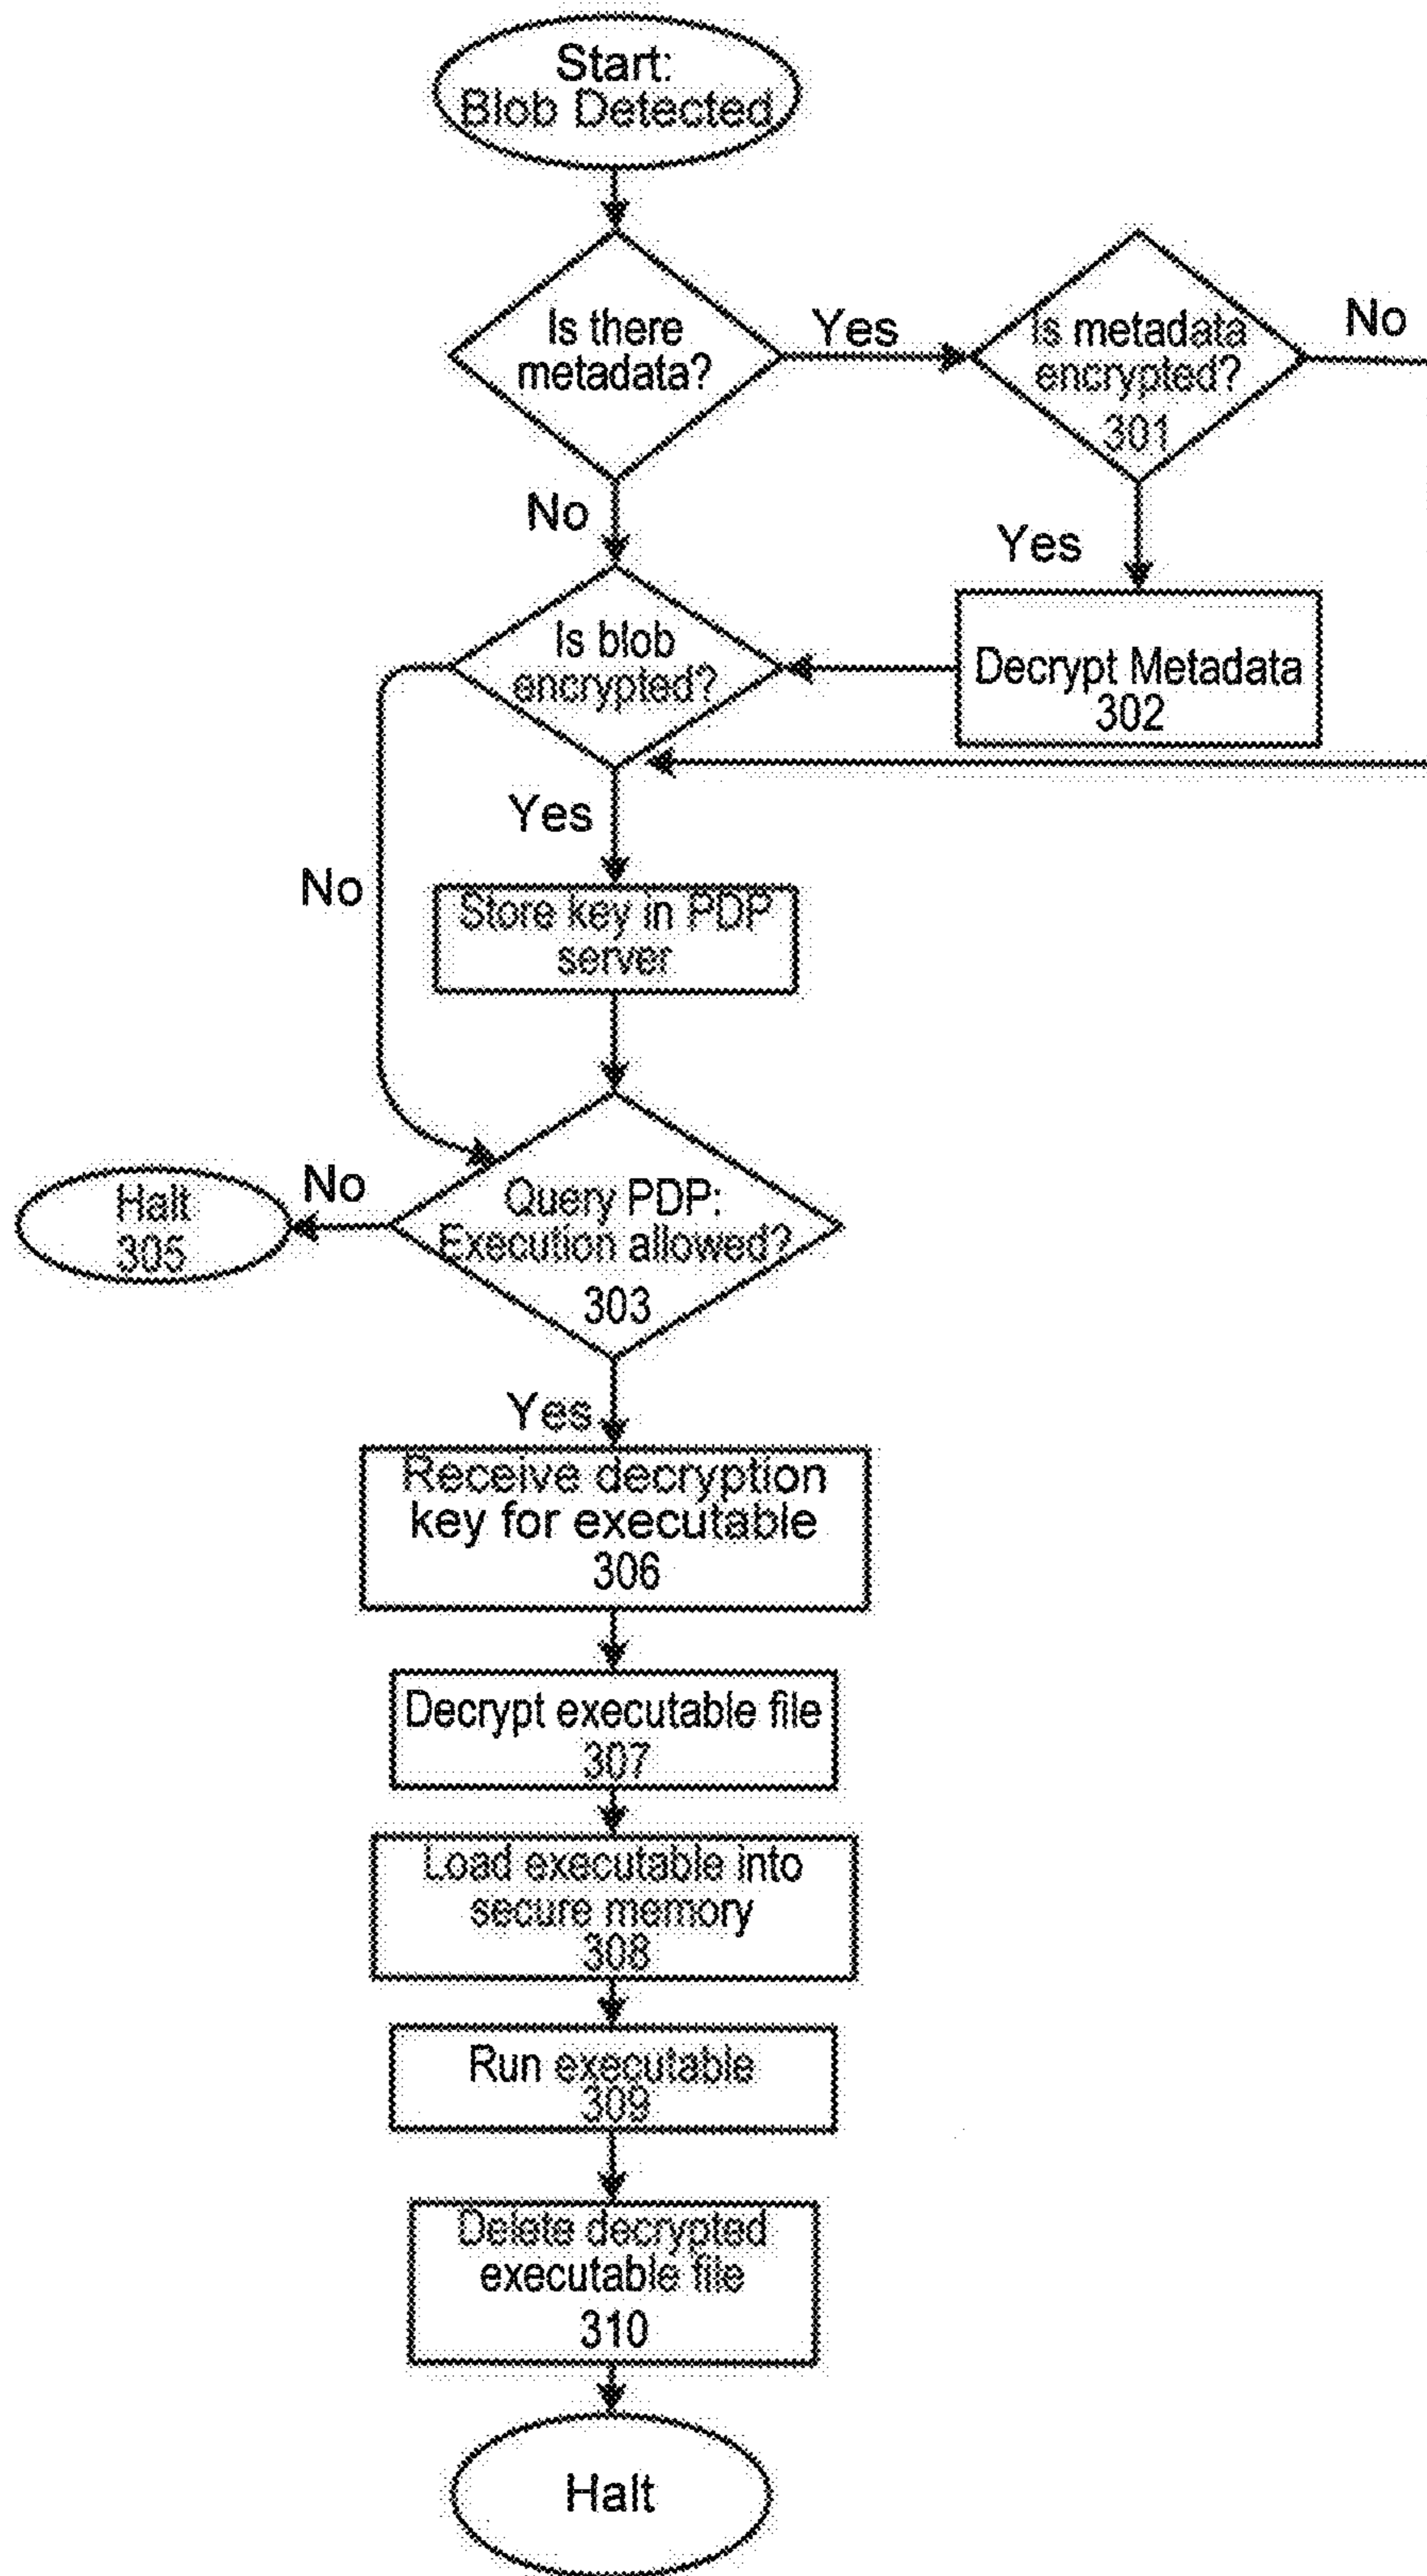 Start:
Blob Detected
Is there
metadata?
Yes
Is metadata
encrypted?
301
No
No
Yes
Is blob
encrypted?
Decrypt Metadata
302
Yes
No
Store key in PDP
server
Halt
305
No
Query PDP:
Execution allowed?
303
Yes
Receive decryption
key for executable
306
Decrypt executable file
307
Load executable into
secure memory
308
Run executable
309
Delete decrypted
executable file
310
Halt